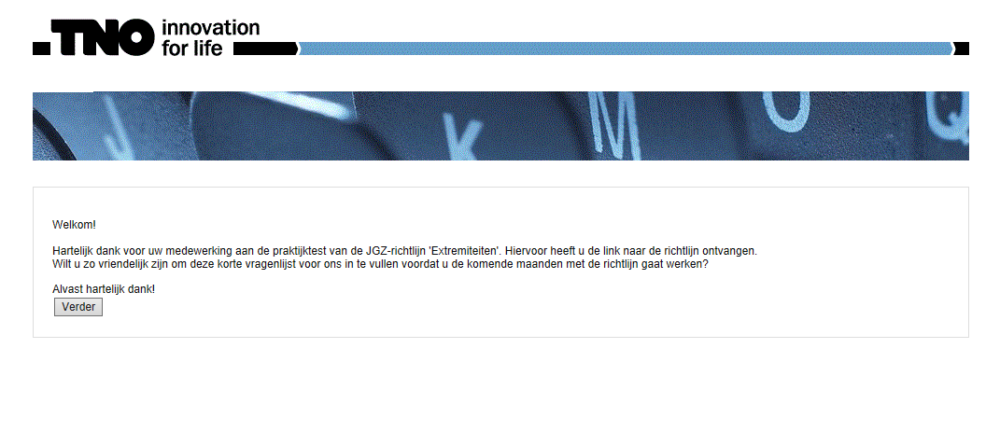 TNO innovation
for life
J K M O Q
Welkom!
Hartelijk dank voor uw medewerking aan de praktijktest van de JGZ-richtlijn 'Extremiteiten'. Hiervoor heeft u de link naar de richtlijn ontvangen.
Wilt u zo vriendelijk zijn om deze korte vragenlijst voor ons in te vullen voordat u de komende maanden met de richtlijn gaat werken?
Alvast hartelijk dank!
Verder